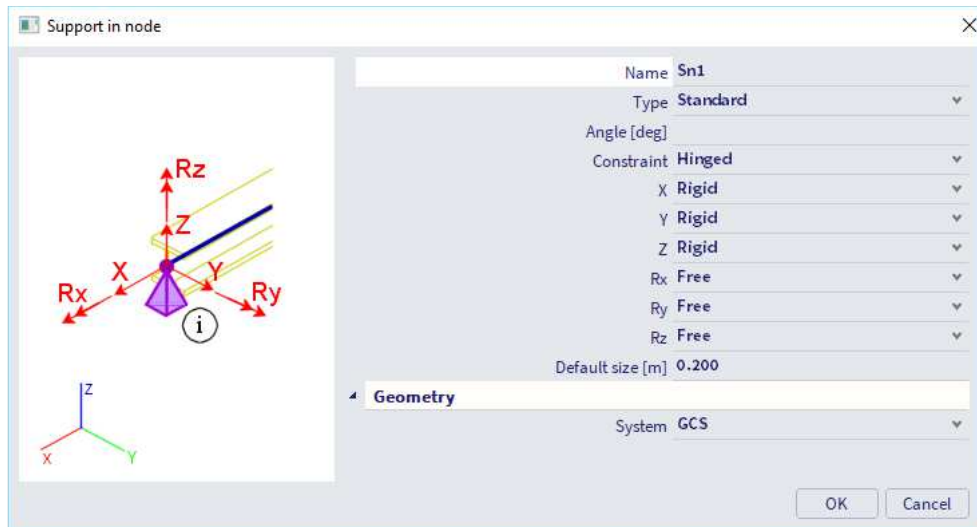 Support in node
Name Sn1
Type Standard
Angle [deg]
Constraint Hinged
X Rigid
Y Rigid
Z Rigid
Rx Free
Ry Free
Rz Free
Default size [m] 0.200
Geometry
System GCS
Rz
Z
X
Y
Rx
Ry
i
Z
X
Y
OK
Cancel